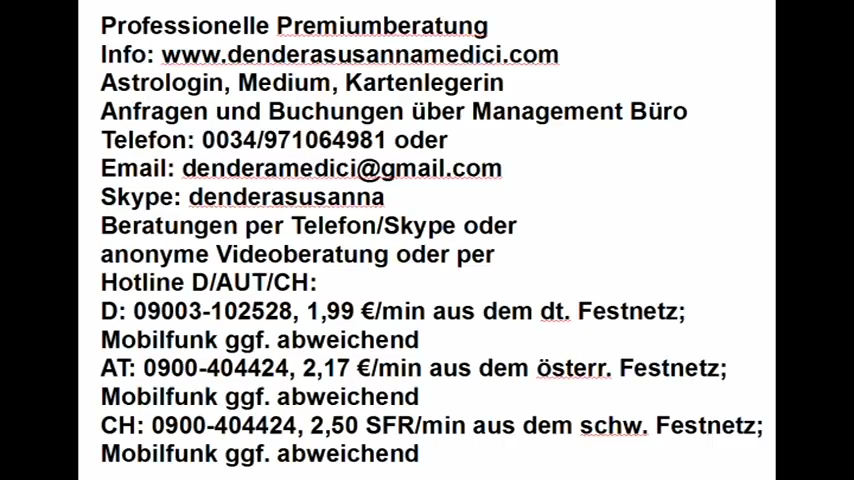 Professionelle Premiumberatung
Info: www.denderasusannamedici.com
Astrologin, Medium, Kartenlegerin
Anfragen und Buchungen über Management Büro
Telefon: 0034/971064981 oder
Email: denderamedici@gmail.com
Skype: denderasusanna
Beratungen per Telefon/Skype oder
anonyme Videoberatung oder per
Hotline D/AUT/CH:
D: 09003-102528, 1,99 €/min aus dem dt. Festnetz;
Mobilfunk ggf. abweichend
AT: 0900-404424, 2,17 €/min aus dem österr. Festnetz;
Mobilfunk ggf. abweichend
CH: 0900-404424, 2,50 SFR/min aus dem schw. Festnetz;
Mobilfunk ggf. abweichend